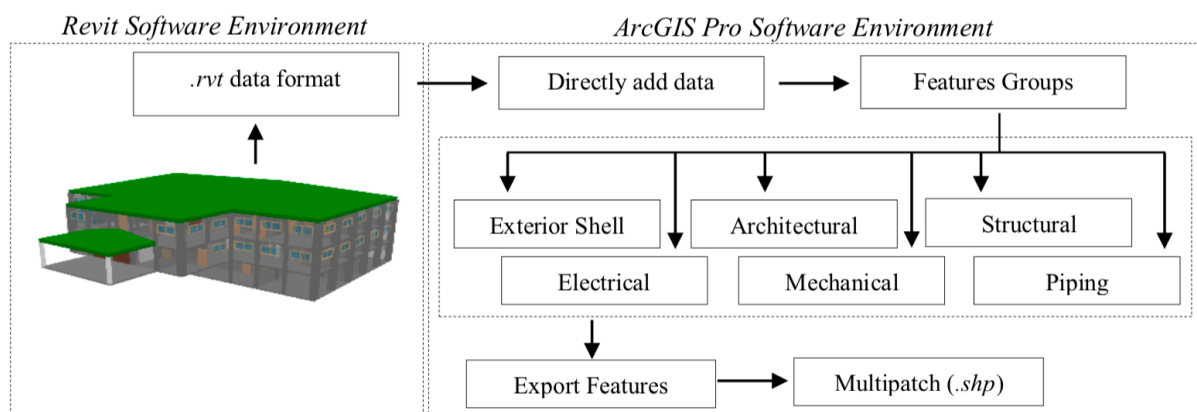 Revit Software Environment
ArcGIS Pro Software Environment
.rvt data format
Directly add data
Features Groups
Exterior Shell
Architectural
Structural
Electrical
Mechanical
Piping
Export Features
Multipatch (.shp)